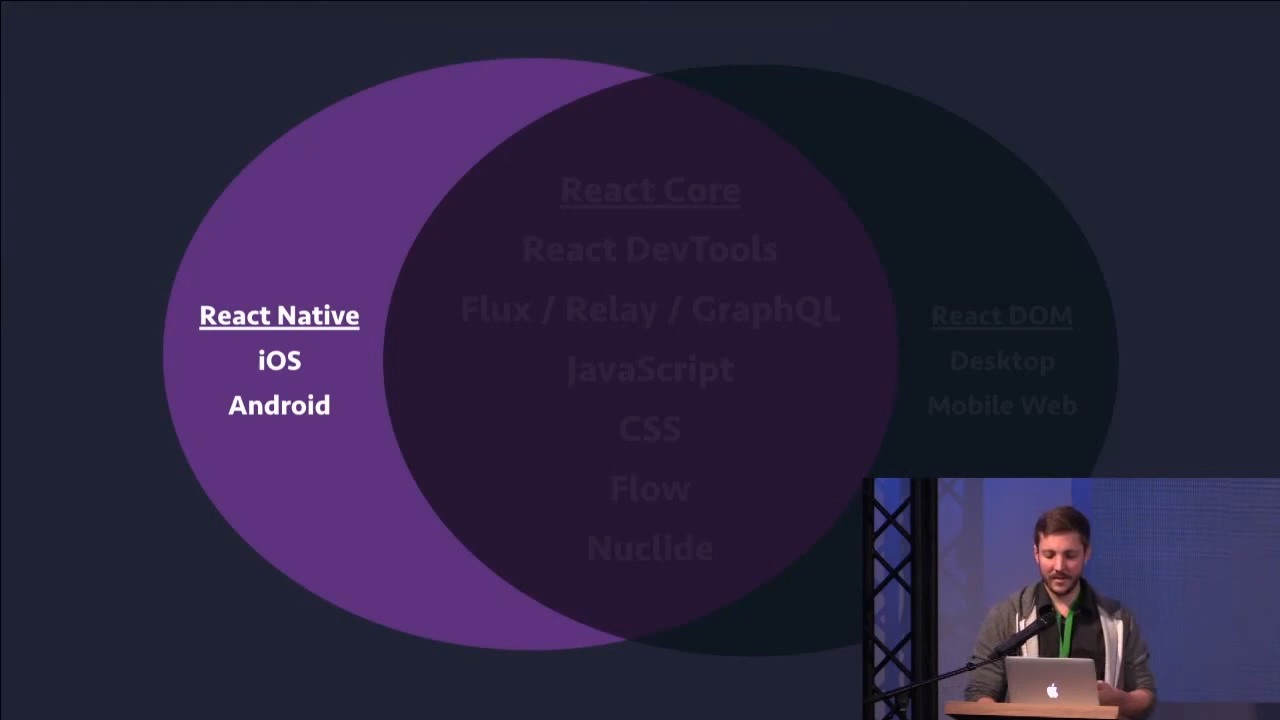 React Native
iOS
Android
React Core
React DevTools
Flux / Relay / GraphQL
JavaScript
CSS
Flow
Nuclide
React DOM
Desktop
Mobile Web